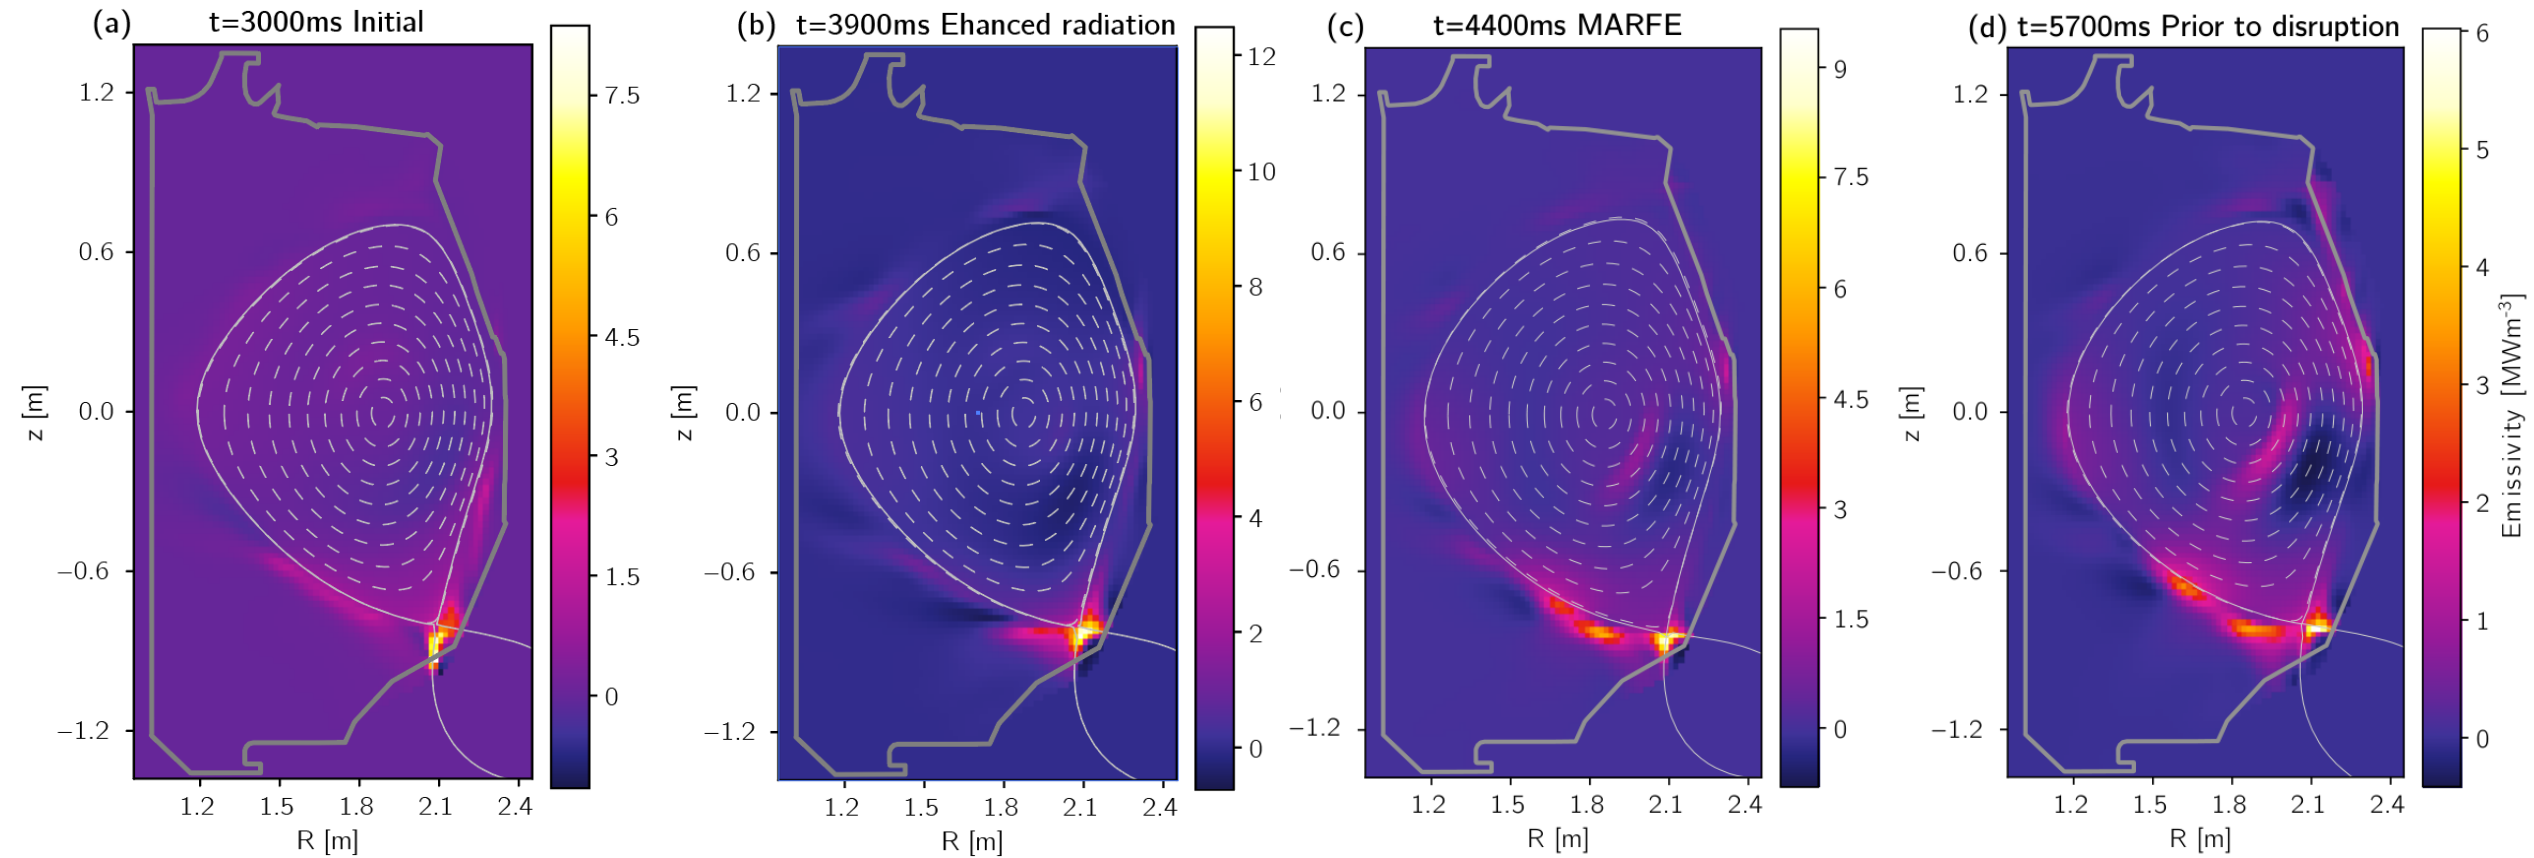 (a) t=3000ms Initial
1.2
0.6
0.0
−0.6
−1.2
z [m]
1.2 1.5 1.8 2.1 2.4
R [m]
7.5
6
4.5
3
1.5
0
(b) t=3900ms Ehanced radiation
1.2
0.6
0.0
−0.6
−1.2
z [m]
1.2 1.5 1.8 2.1 2.4
R [m]
12
10
8
6
4
2
0
(c) t=4400ms MARFE
1.2
0.6
0.0
−0.6
−1.2
1.2 1.5 1.8 2.1 2.4
R [m]
9
7.5
6
4.5
3
1.5
0
(d) t=5700ms Prior to disruption
1.2
0.6
0.0
−0.6
−1.2
z [m]
1.2 1.5 1.8 2.1 2.4
R [m]
6
5
4
3
2
1
0
Emissivity [MWm⁻³]